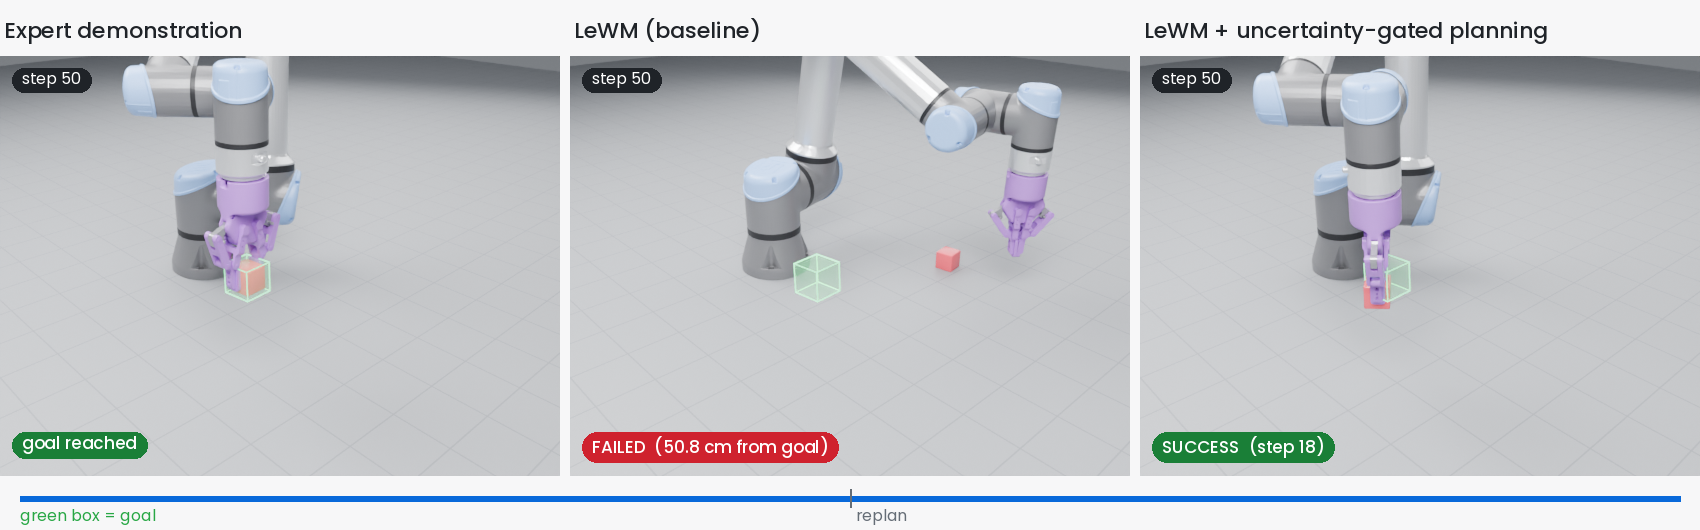 Expert demonstration
LeWM (baseline)
LeWM + uncertainty-gated planning
step 50
step 50
step 50
goal reached
FAILED (50.8 cm from goal)
SUCCESS (step 18)
green box = goal
replan